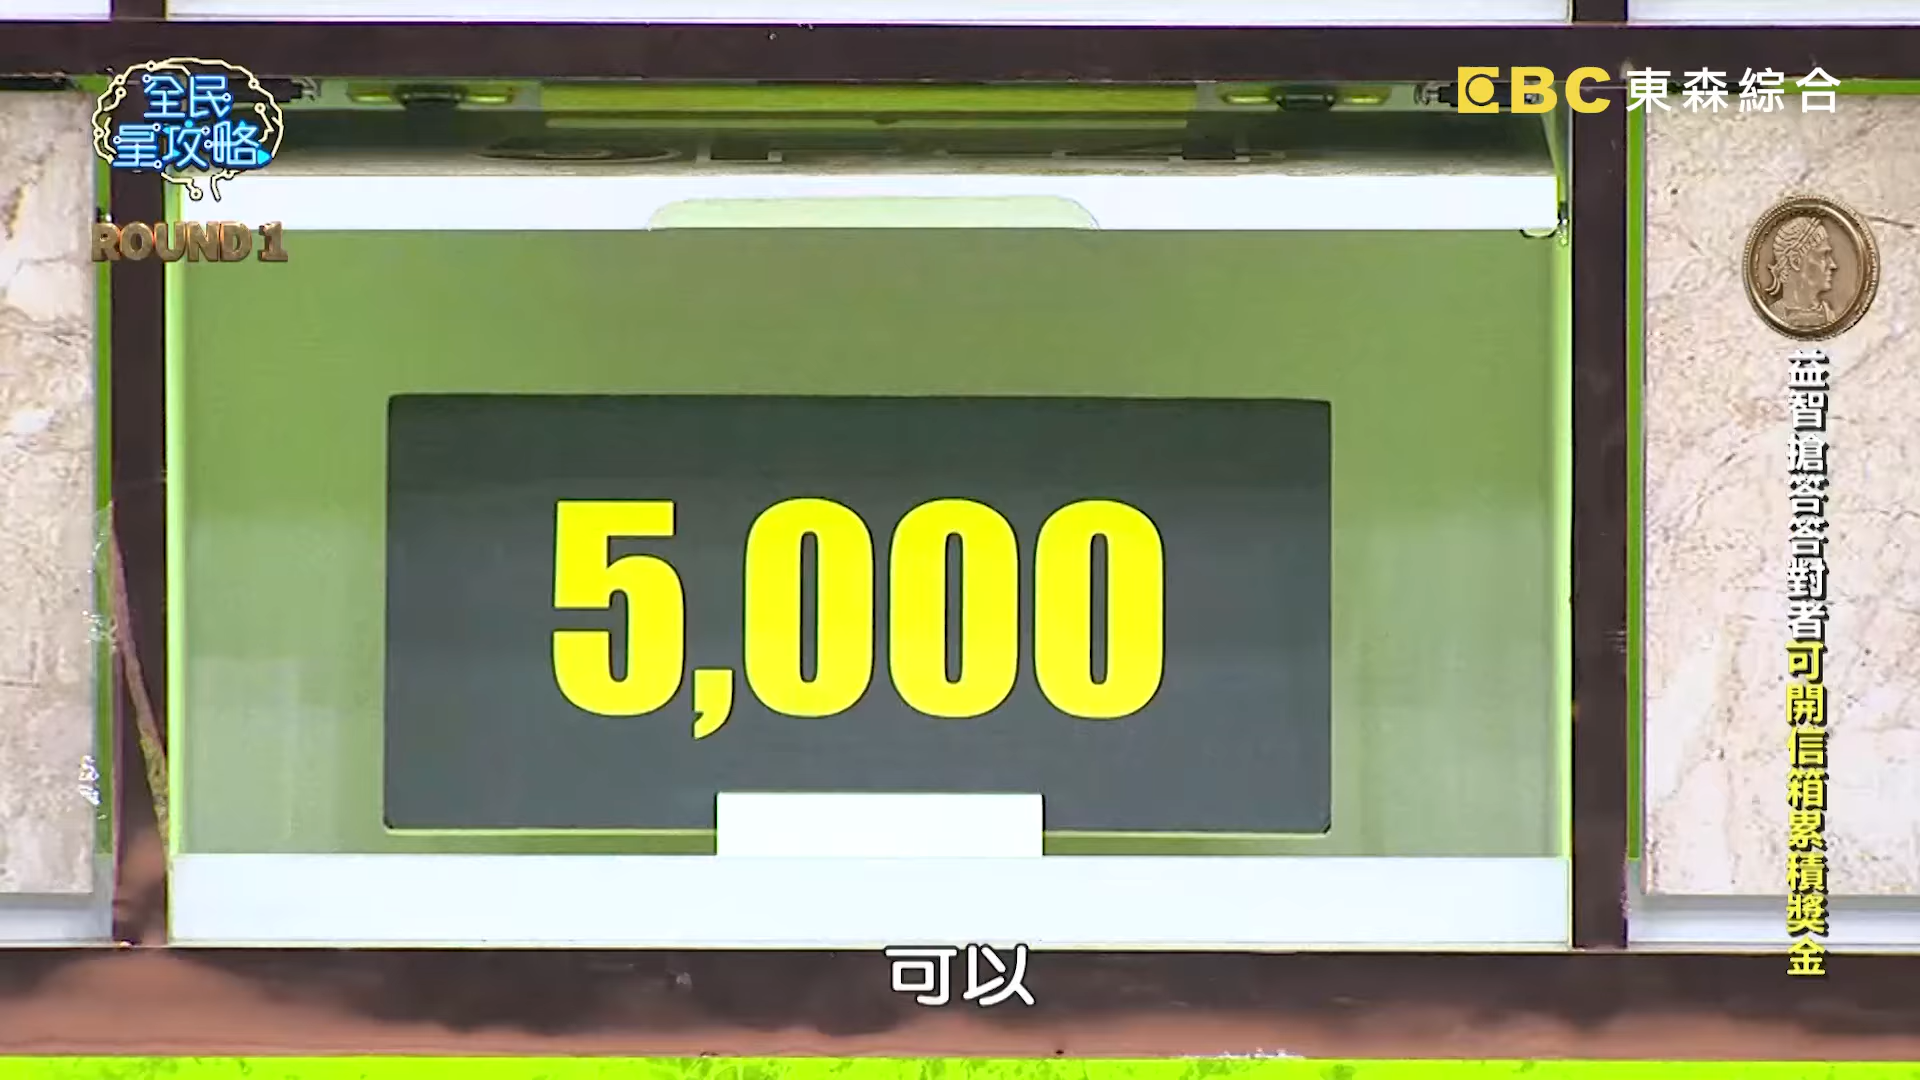 全民
星攻略
ROUND 1
EBC 東森綜合
益智搶答答對者可開信箱累積獎金
5,000
可以